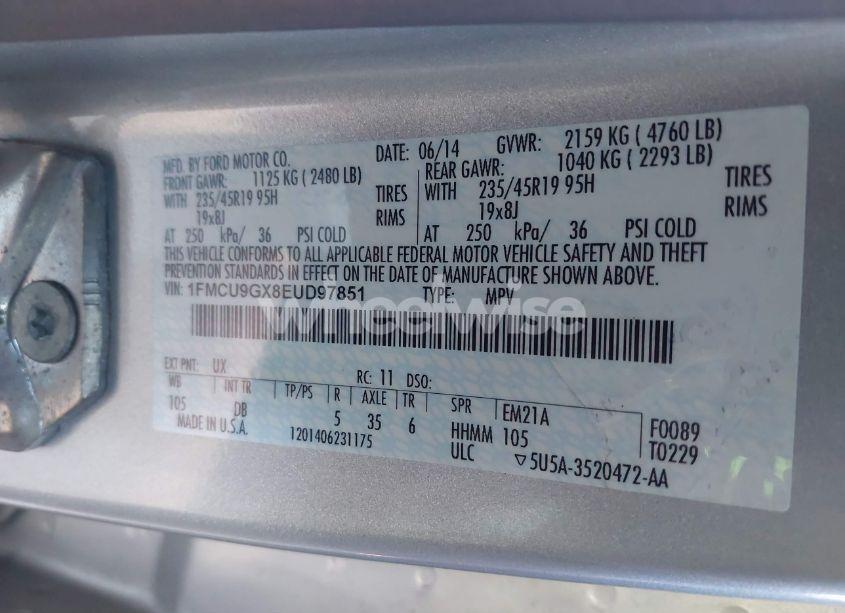 MFD. BY FORD MOTOR CO.
DATE: 06/14 GVWR: 2159 KG ( 4760 LB)
FRONT GAWR: 1125 KG ( 2480 LB)
REAR GAWR: 1040 KG ( 2293 LB)
WITH 235/45R19 95H TIRES
WITH 235/45R19 95H TIRES
19x8J RIMS
19x8J RIMS
AT 250 kPa/ 36 PSI COLD
AT 250 kPa/ 36 PSI COLD
THIS VEHICLE CONFORMS TO ALL APPLICABLE FEDERAL MOTOR VEHICLE SAFETY AND THEFT
PREVENTION STANDARDS IN EFFECT ON THE DATE OF MANUFACTURE SHOWN ABOVE.
VIN: 1FMCU9GX8EUD97851 TYPE: MPV
wheelwise
EXT PNT: UX RC: 11 DSO:
WB INT TR TP/PS R AXLE TR SPR EM21A
105 DB 5 35 6 HHMM 105 F0089
MADE IN U.S.A. 1201406231175 ULC T0229
▽5U5A-3520472-AA